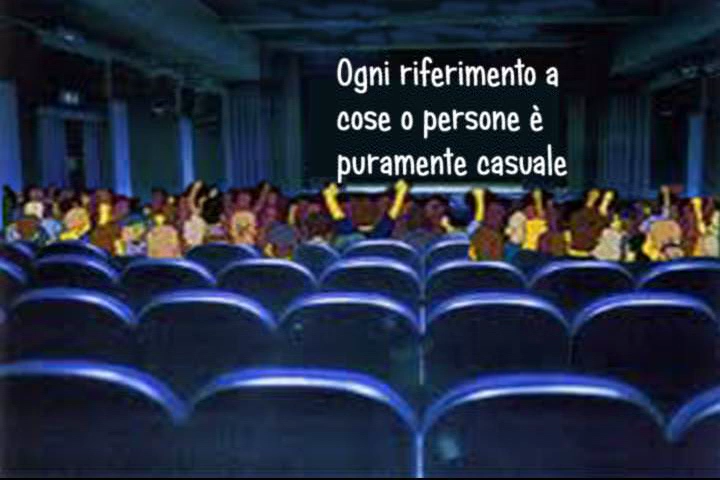 Ogni riferimento a
cose o persone è
puramente casuale